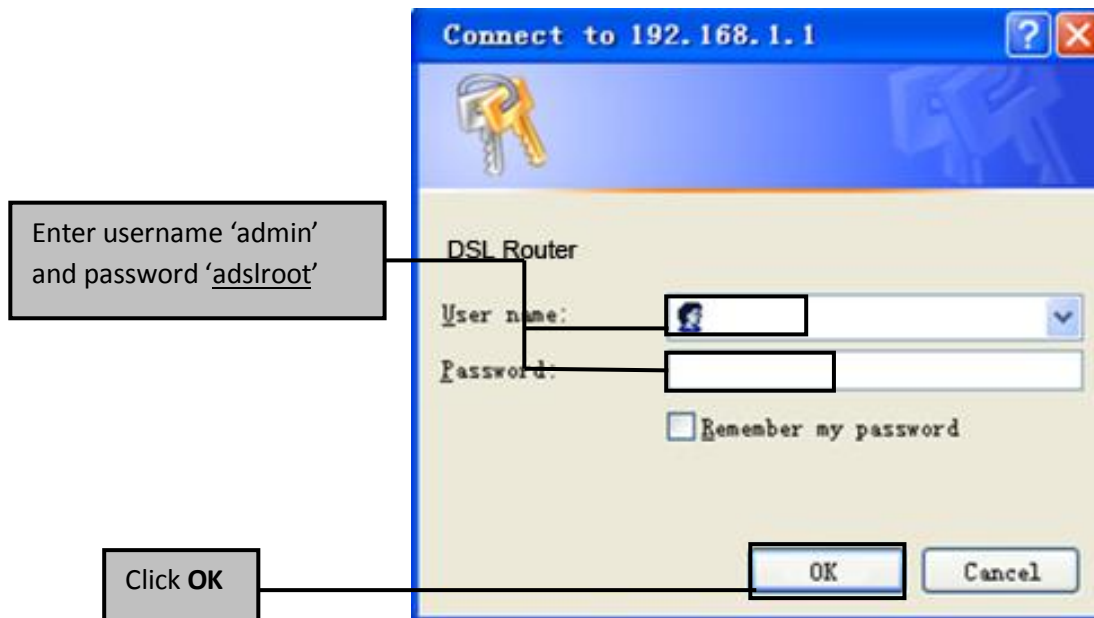 Connect to 192.168.1.1
Enter username ‘admin’
and password ‘adslroot’
DSL Router
User name:
Password:
Remember my password
Click OK
OK
Cancel